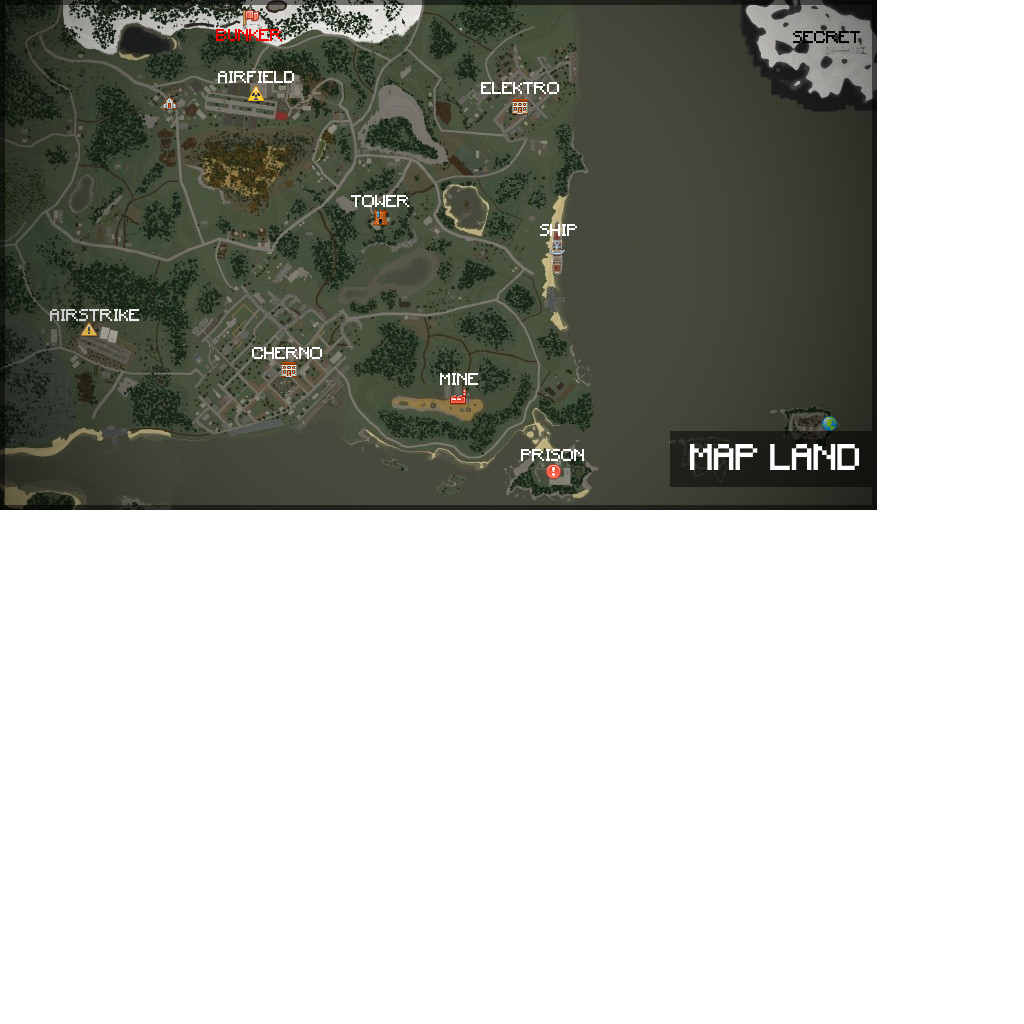 BUNKER
SECRET
AIRFIELD
ELEKTRO
TOWER
SHIP
AIRSTRIKE
CHERNO
MINE
PRISON
MAP LAND